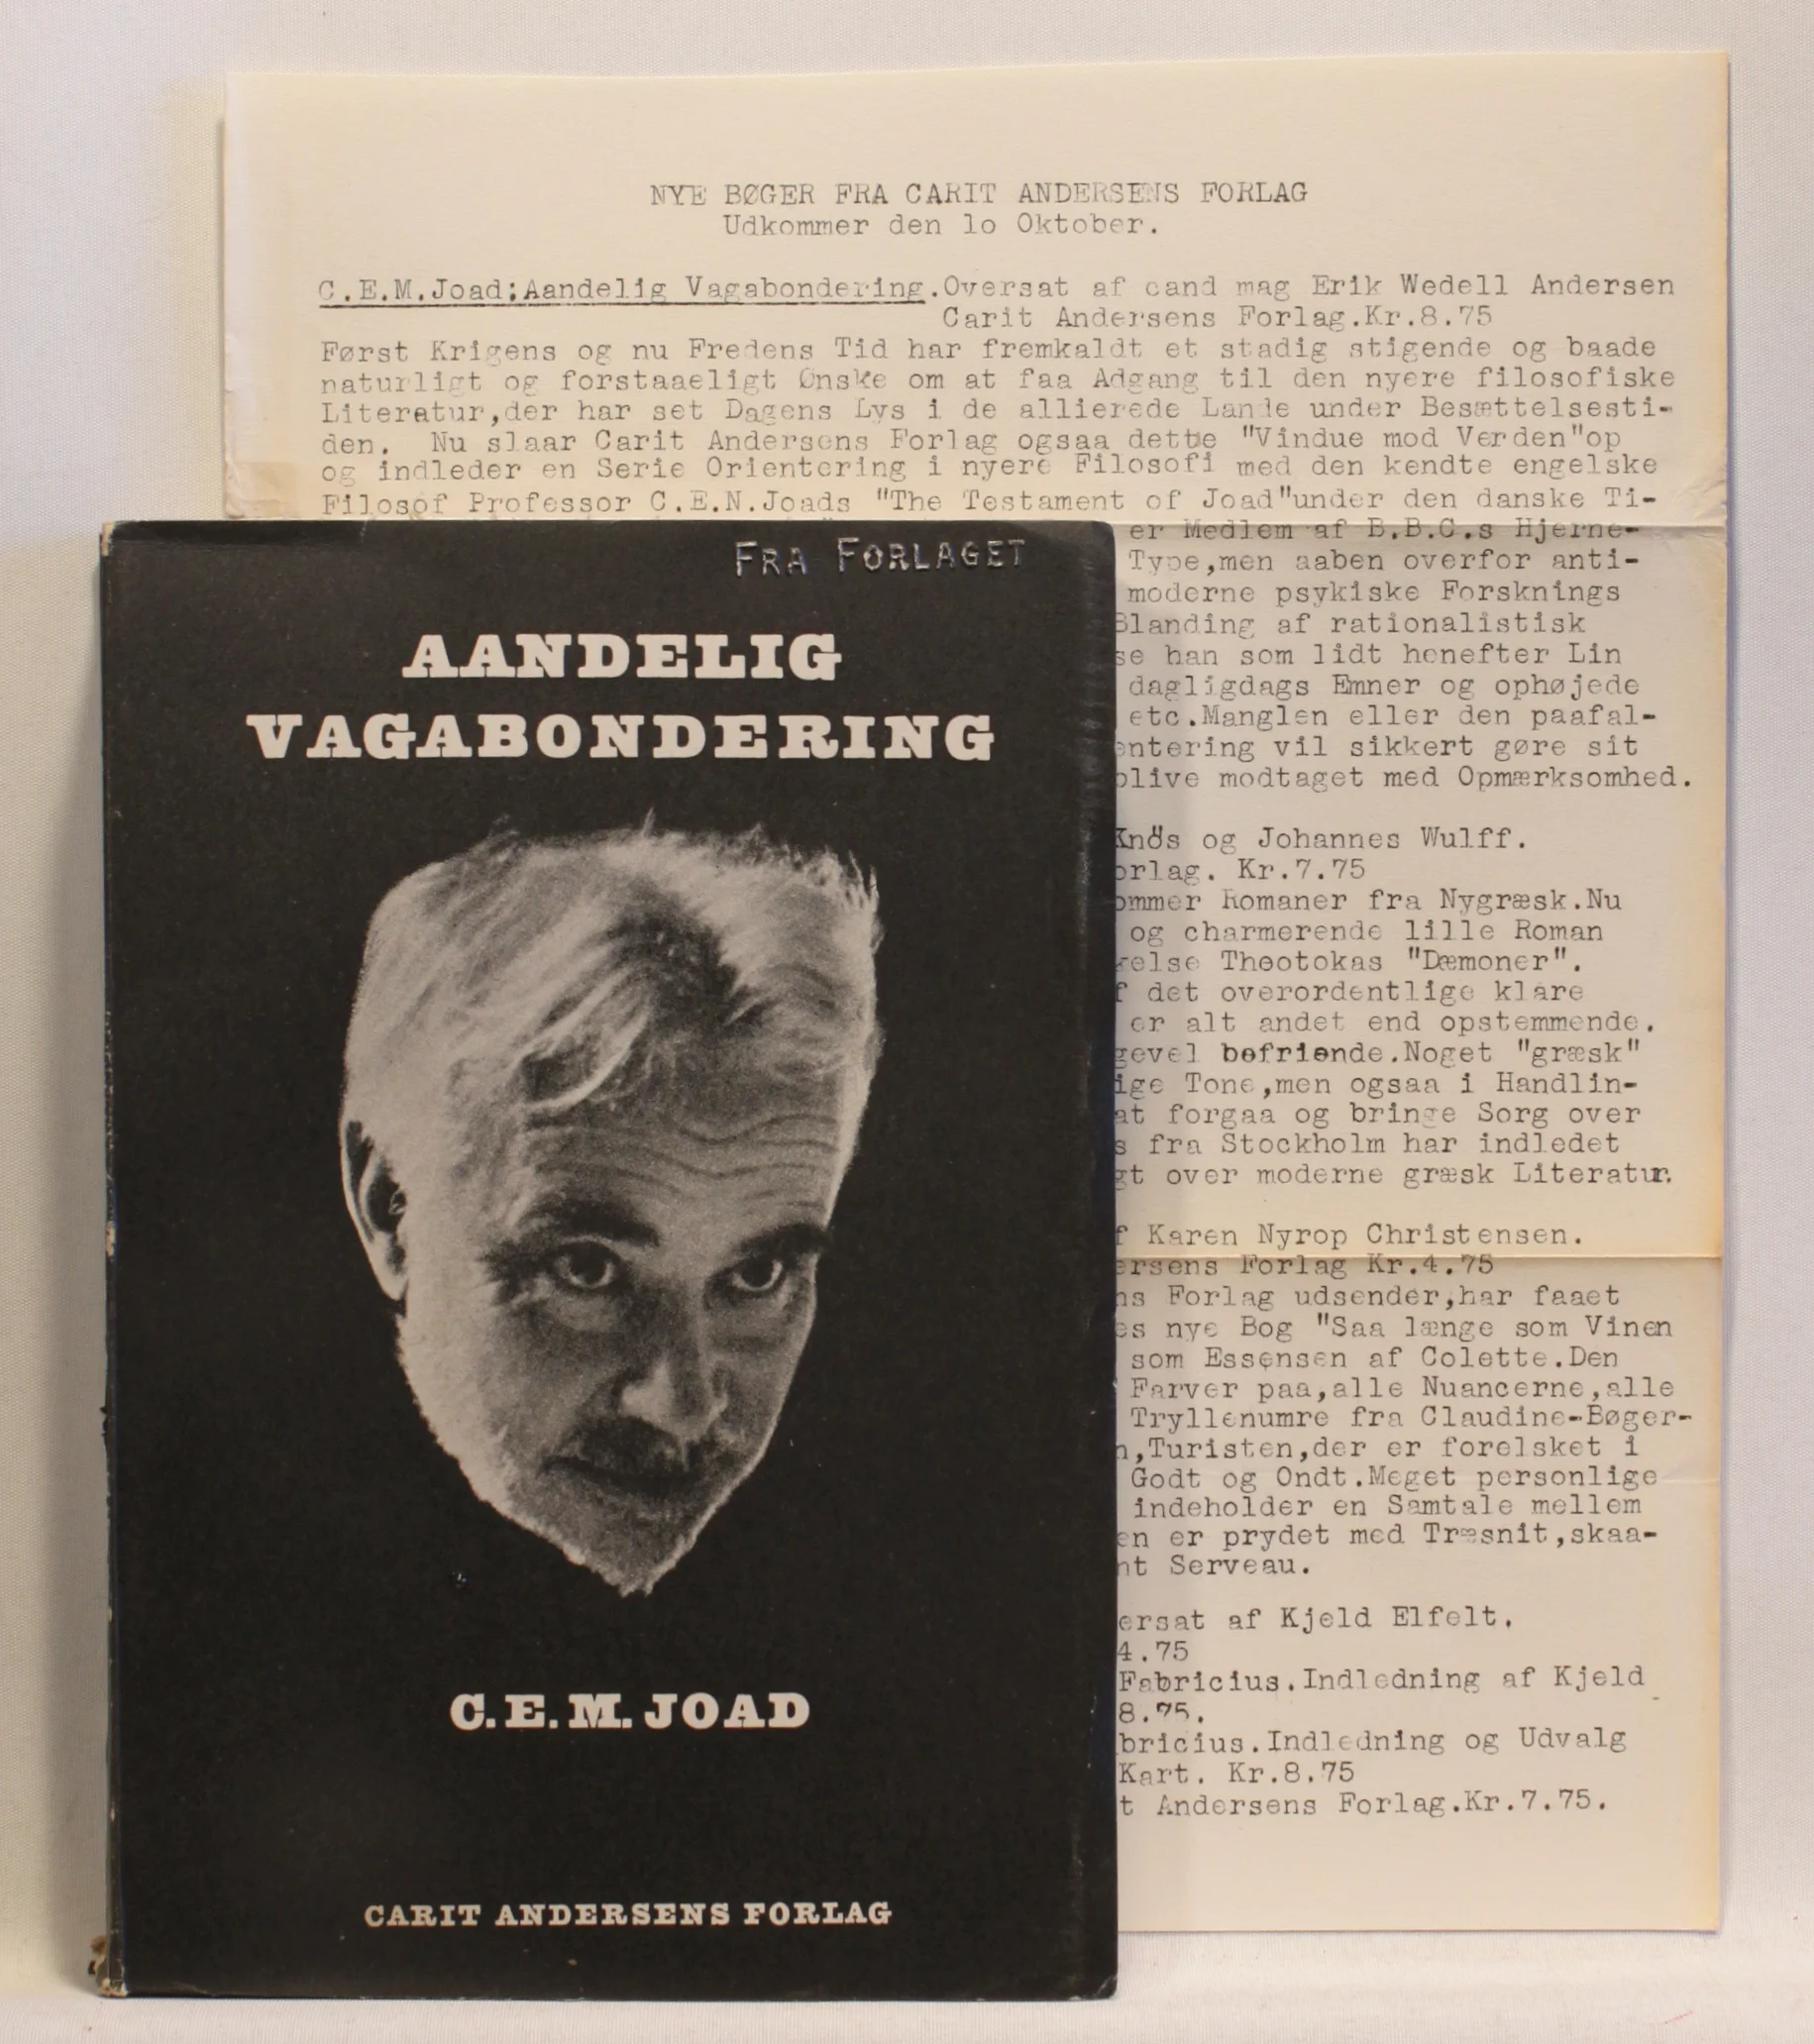 NYE BØGER FRA CARIT ANDERSENS FORLAG
Udkommer den lo Oktober.
C.E.M.Joad:Aandelig Vagabondering.Oversat af cand mag Erik Wedell Andersen
Carit Andersens Forlag.Kr.8.75
Først Krigens og nu Fredens Tid har fremkaldt et stadig stigende og baade
naturligt og forstaaeligt Ønske om at faa Adgang til den nyere filosofiske
Literatur,der har set Dagens Lys i de allierede Lande under Besættelsesti-
den. Nu slaar Carit Andersens Forlag ogsaa dette "Vindue mod Verden"op
og indleder en Serie Orientering i nyere Filosofi med den kendte engelske
Filosof Professor C.E.N.Joads "The Testament of Joad"under den danske Ti-
er Medlem af B.B.C.s Hjerne-
Type,men aaben overfor anti-
moderne psykiske Forsknings
Blanding af rationalistisk
se han som lidt henefter Lin
dagligdags Emner og ophøjede
etc.Manglen eller den paafal-
entering vil sikkert gøre sit
blive modtaget med Opmærksomhed.
Knös og Johannes Wulff.
orlag. Kr.7.75
ommer Romaner fra Nygræsk.Nu
og charmerende lille Roman
else Theotokas "Dæmoner".
f det overordentlige klare
er alt andet end opstemmende.
gevel befriende.Noget "græsk"
ige Tone,men ogsaa i Handlin-
at forgaa og bringe Sorg over
s fra Stockholm har indledet
gt over moderne græsk Literatur.
f Karen Nyrop Christensen.
ersens Forlag Kr.4.75
ns Forlag udsender,har faaet
es nye Bog "Saa længe som Vinen
som Essensen af Colette.Den
Farver paa,alle Nuancerne,alle
Tryllenumre fra Claudine-Bøger-
n,Turisten,der er forelsket i
Godt og Ondt.Meget personlige
indeholder en Samtale mellem
en er prydet med Træsnit,skaa-
nt Serveau.
ersat af Kjeld Elfelt.
4.75
Fabricius.Indledning af Kjeld
8.75.
bricius.Indledning og Udvalg
Kart. Kr.8.75
t Andersens Forlag.Kr.7.75.
FRA FORLAGET
AANDELIG
VAGABONDERING
C.E.M. JOAD
CARIT ANDERSENS FORLAG